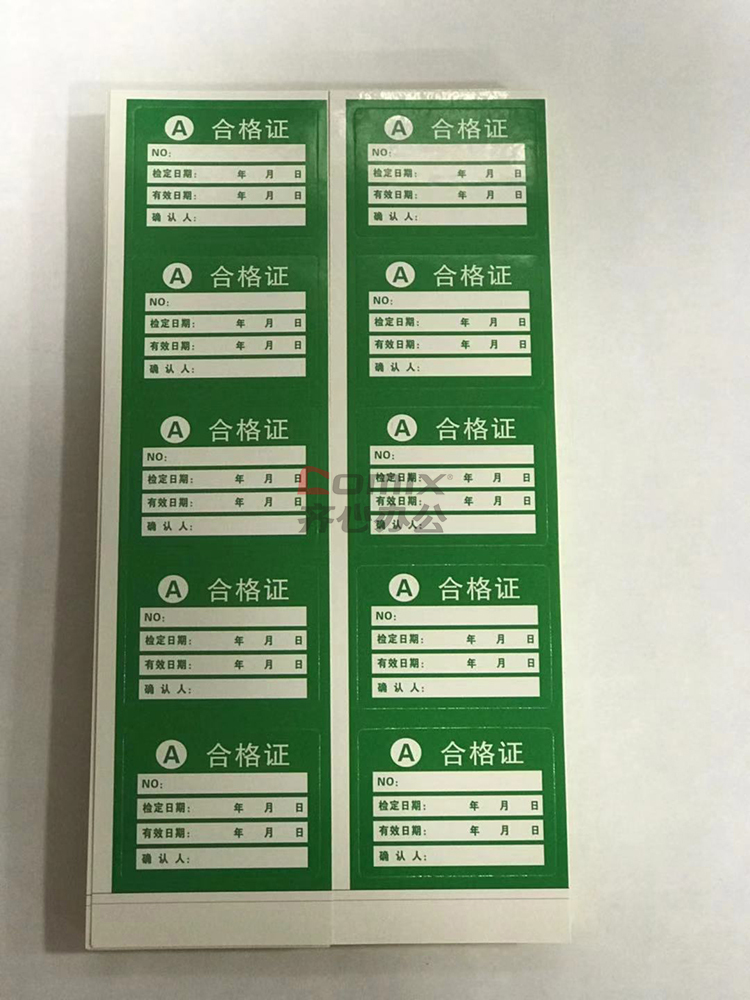 A 合格证
NO:
检定日期: 年 月 日
有效日期: 年 月 日
确 认 人:
A 合格证
NO:
检定日期: 年 月 日
有效日期: 年 月 日
确 认 人:
A 合格证
NO:
检定日期: 年 月 日
有效日期: 年 月 日
确 认 人:
A 合格证
NO:
检定日期: 年 月 日
有效日期: 年 月 日
确 认 人:
A 合格证
NO:
检定日期: 年 月 日
有效日期: 年 月 日
确 认 人:
A 合格证
NO:
检定日期: 年 月 日
有效日期: 年 月 日
确 认 人:
A 合格证
NO:
检定日期: 年 月 日
有效日期: 年 月 日
确 认 人:
A 合格证
NO:
检定日期: 年 月 日
有效日期: 年 月 日
确 认 人:
A 合格证
NO:
检定日期: 年 月 日
有效日期: 年 月 日
确 认 人:
A 合格证
NO:
检定日期: 年 月 日
有效日期: 年 月 日
确 认 人:
Comix®
齐心办公